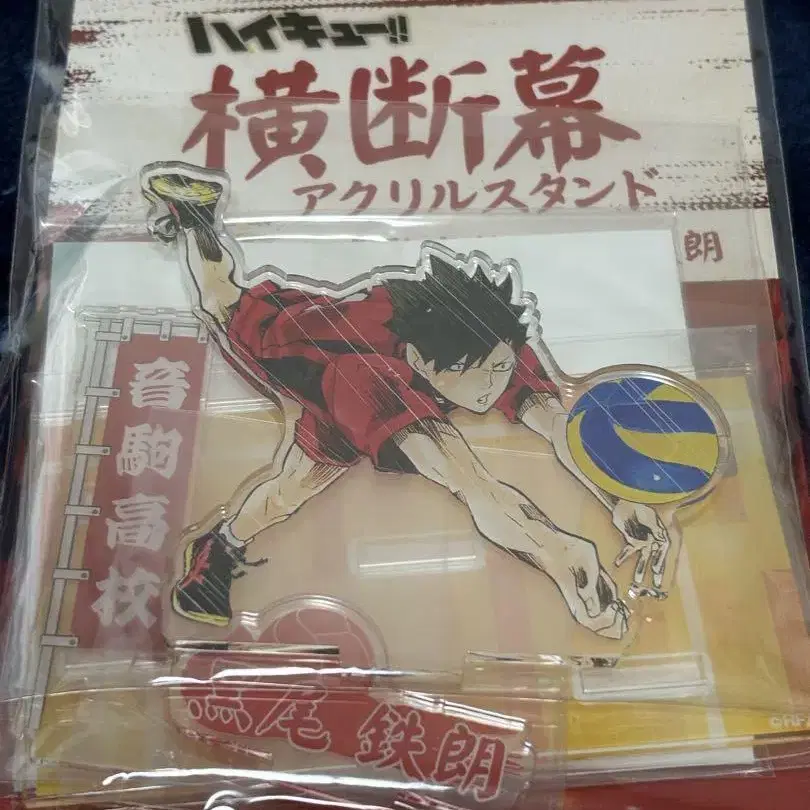 ハイキュー!!
横断幕
アクリルスタンド
朗
音駒高校
黒尾 鉄朗